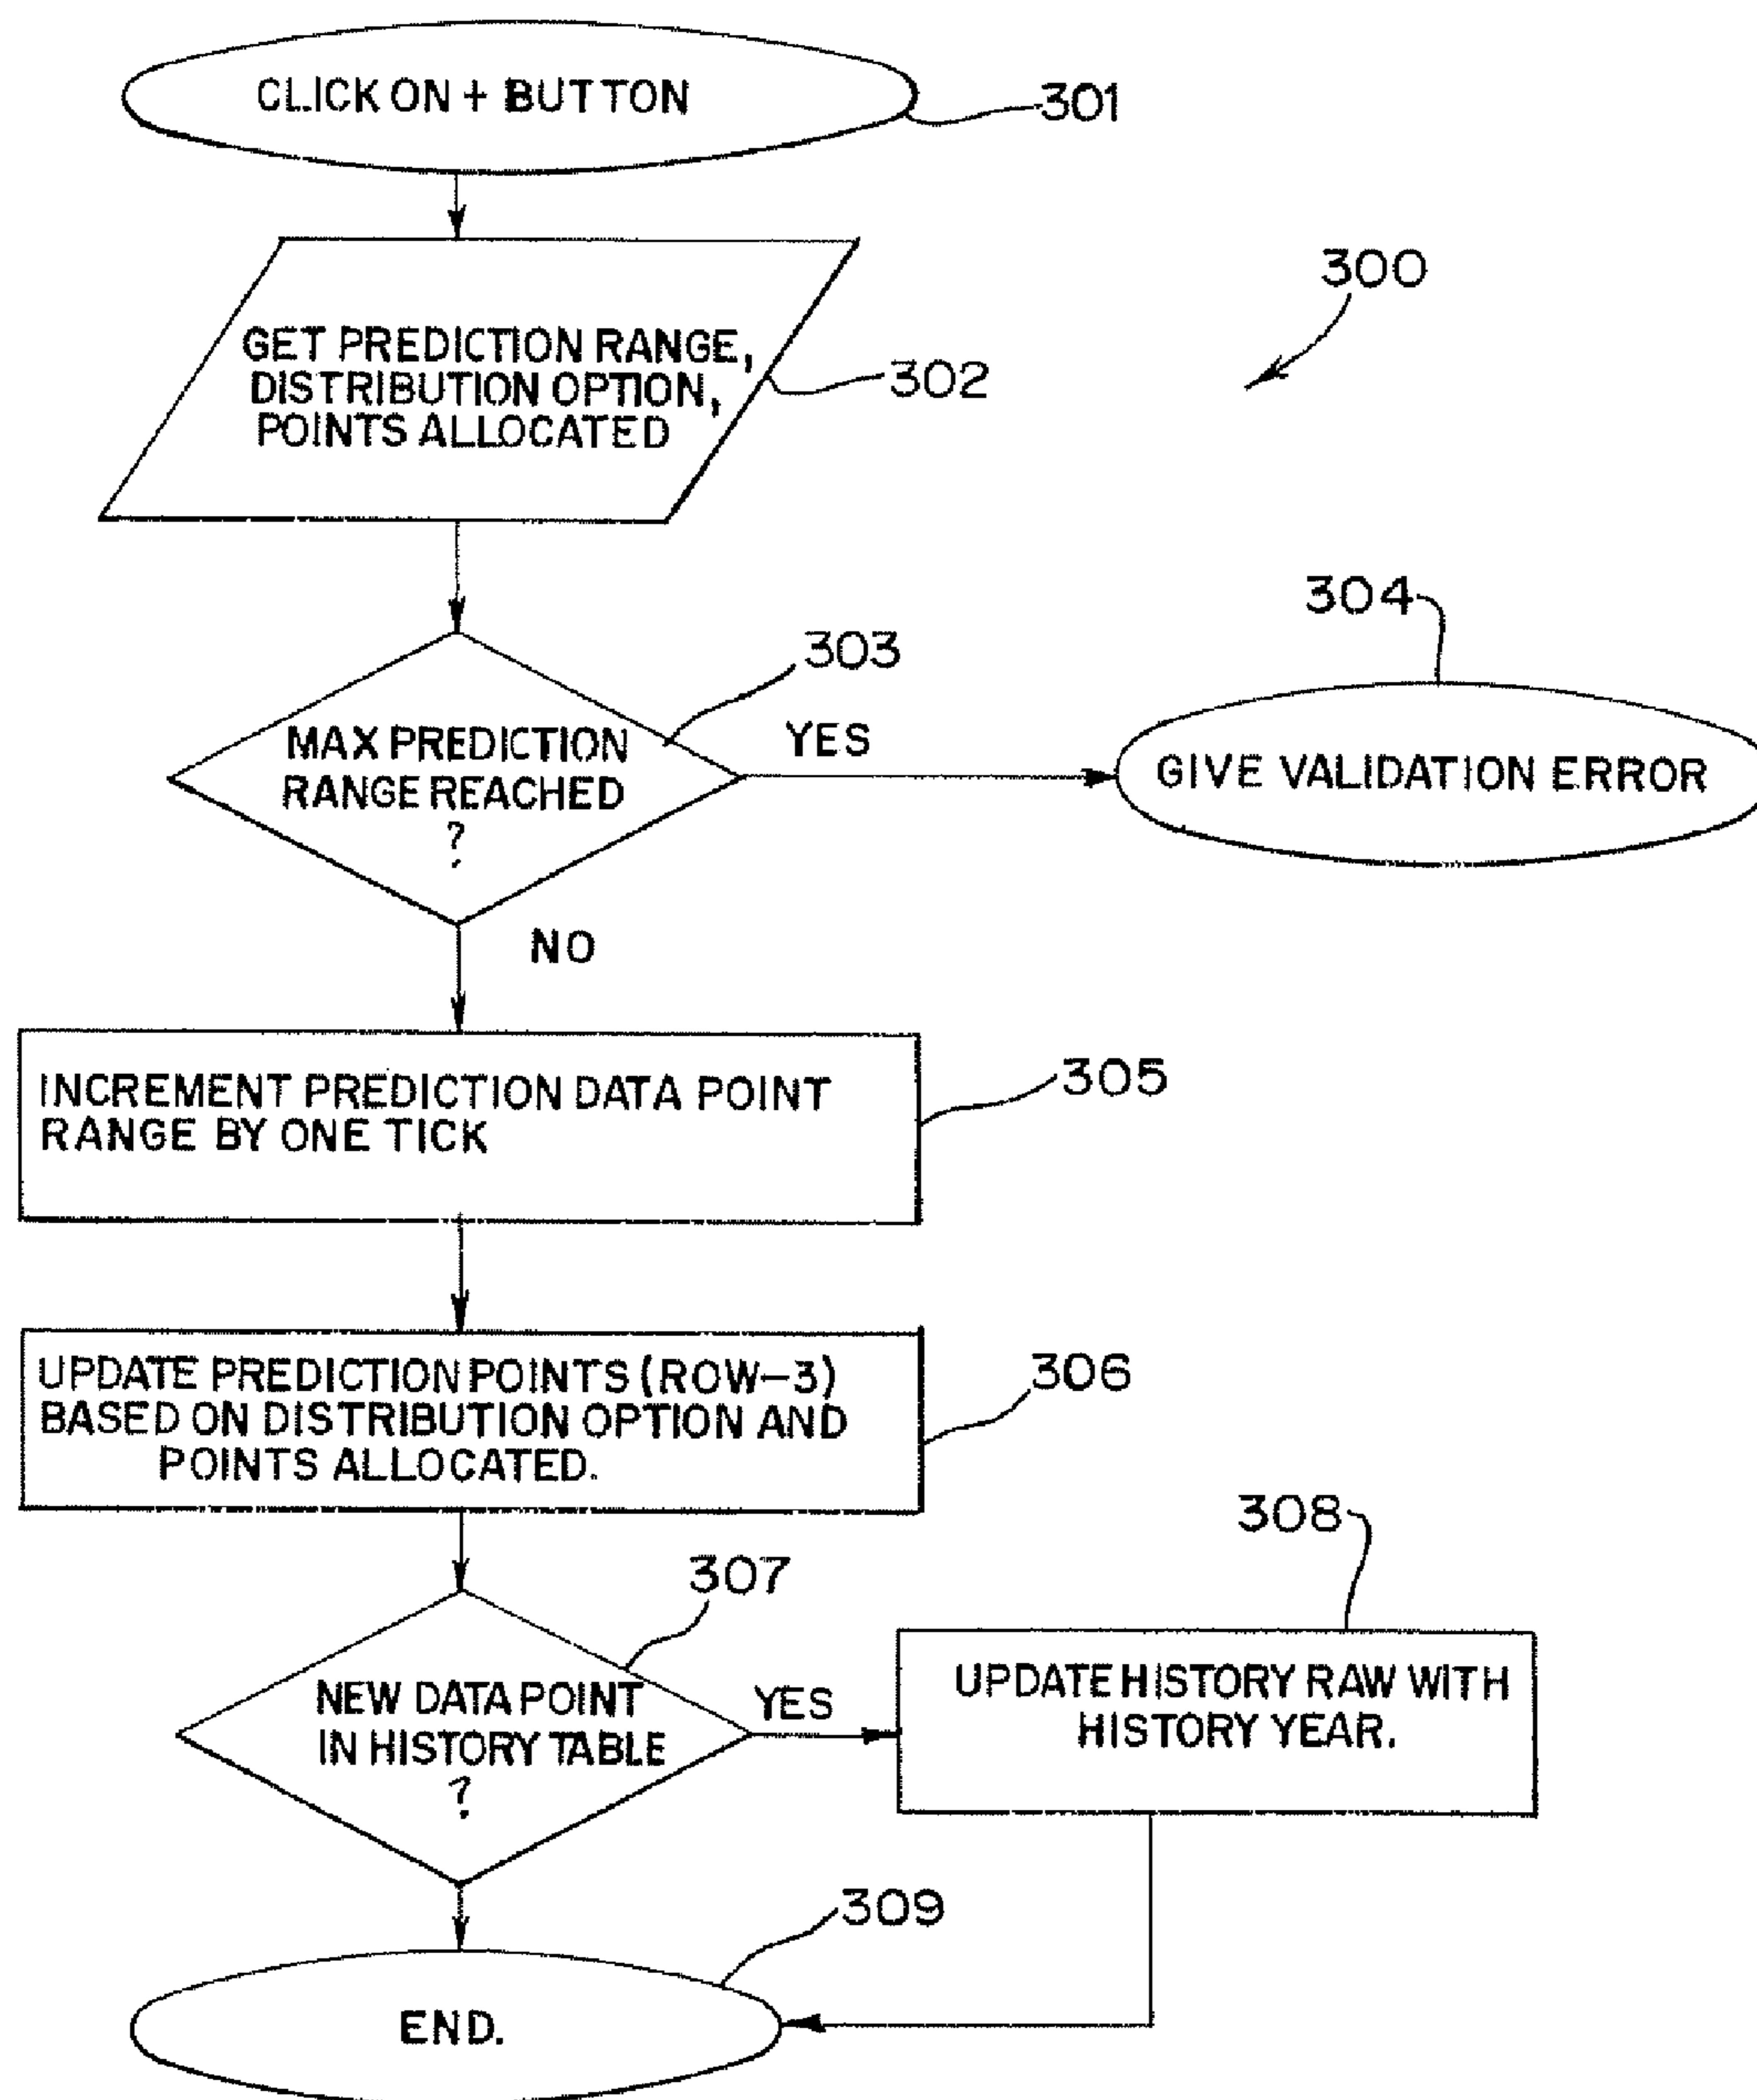 CLICK ON + BUTTON
301
300
GET PREDICTION RANGE,
DISTRIBUTION OPTION,
POINTS ALLOCATED
302
304
303
MAX PREDICTION
RANGE REACHED
?
YES
GIVE VALIDATION ERROR
NO
INCREMENT PREDICTION DATA POINT
RANGE BY ONE TICK
305
UPDATE PREDICTION POINTS (ROW-3)
BASED ON DISTRIBUTION OPTION AND
POINTS ALLOCATED.
306
308
307
NEW DATA POINT
IN HISTORY TABLE
?
YES
UPDATE HISTORY RAW WITH
HISTORY YEAR.
309
END.